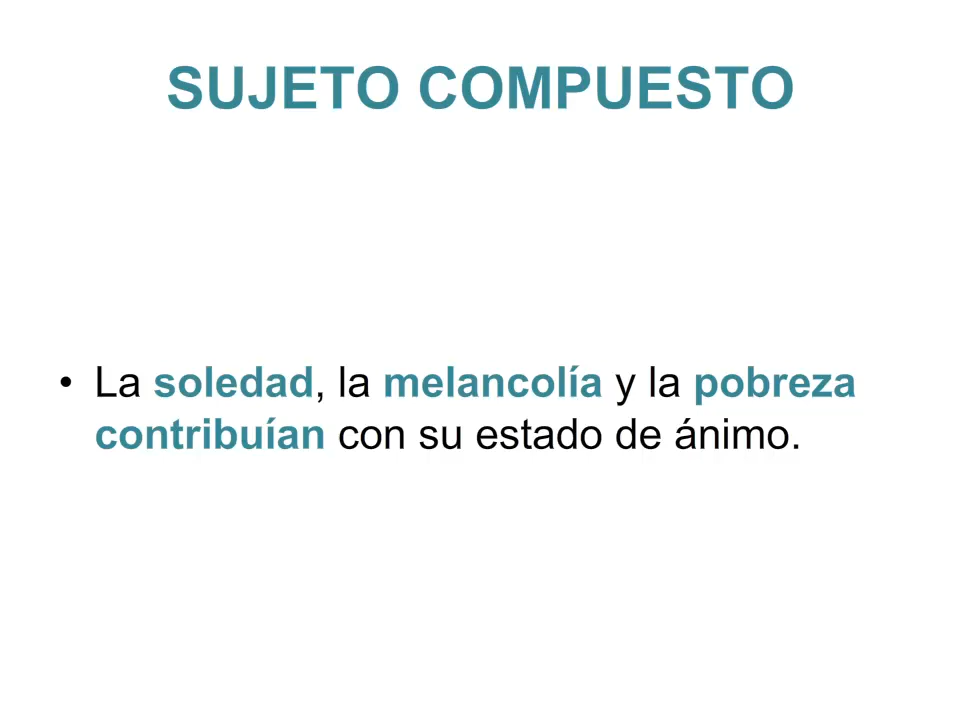 SUJETO COMPUESTO
• La soledad, la melancolía y la pobreza
contribuían con su estado de ánimo.